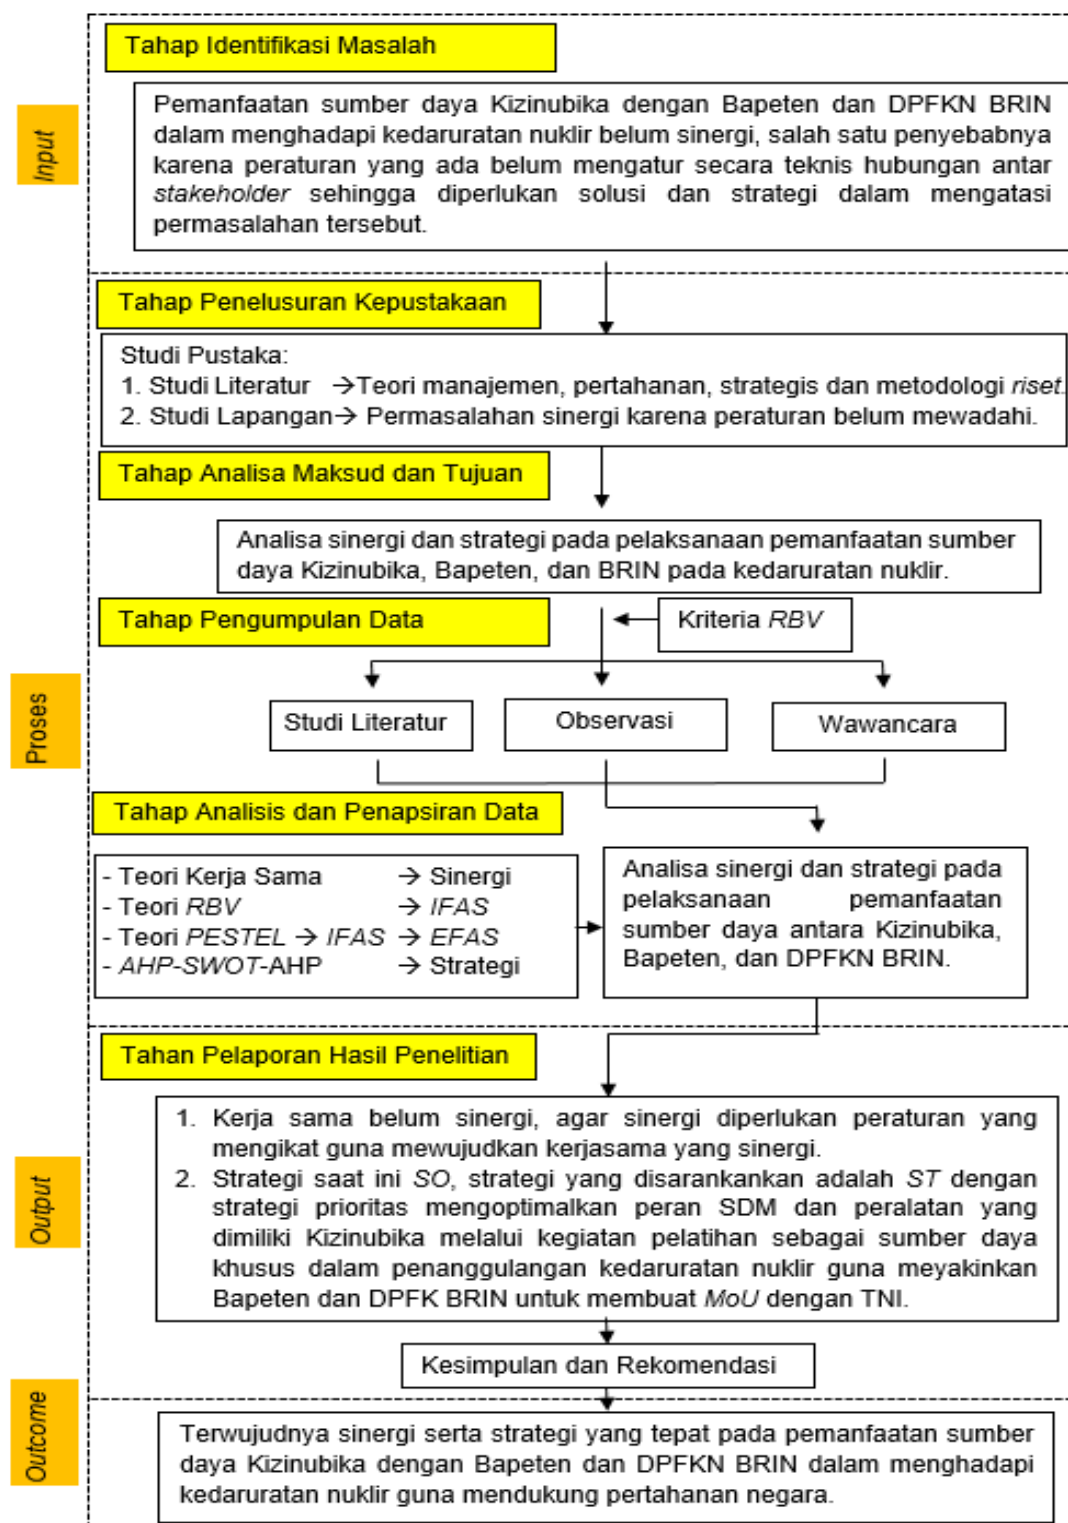 Tahap Identifikasi Masalah
Input
Pemanfaatan sumber daya Kizinubika dengan Bapeten dan DPFKN BRIN
dalam menghadapi kedaruratan nuklir belum sinergi, salah satu penyebabnya
karena peraturan yang ada belum mengatur secara teknis hubungan antar
stakeholder sehingga diperlukan solusi dan strategi dalam mengatasi
permasalahan tersebut.
Tahap Penelusuran Kepustakaan
Studi Pustaka:
1. Studi Literatur → Teori manajemen, pertahanan, strategis dan metodologi riset.
2. Studi Lapangan → Permasalahan sinergi karena peraturan belum mewadahi.
Tahap Analisa Maksud dan Tujuan
Analisa sinergi dan strategi pada pelaksanaan pemanfaatan sumber
daya Kizinubika, Bapeten, dan BRIN pada kedaruratan nuklir.
Tahap Pengumpulan Data
Kriteria RBV
Proses
Studi Literatur
Observasi
Wawancara
Tahap Analisis dan Penapsiran Data
- Teori Kerja Sama → Sinergi
- Teori RBV → IFAS
- Teori PESTEL → IFAS → EFAS
- AHP-SWOT-AHP → Strategi
Analisa sinergi dan strategi pada
pelaksanaan pemanfaatan
sumber daya antara Kizinubika,
Bapeten, dan DPFKN BRIN.
Tahan Pelaporan Hasil Penelitian
Output
1. Kerja sama belum sinergi, agar sinergi diperlukan peraturan yang
mengikat guna mewujudkan kerjasama yang sinergi.
2. Strategi saat ini SO, strategi yang disarankankan adalah ST dengan
strategi prioritas mengoptimalkan peran SDM dan peralatan yang
dimiliki Kizinubika melalui kegiatan pelatihan sebagai sumber daya
khusus dalam penanggulangan kedaruratan nuklir guna meyakinkan
Bapeten dan DPFK BRIN untuk membuat MoU dengan TNI.
Kesimpulan dan Rekomendasi
Outcome
Terwujudnya sinergi serta strategi yang tepat pada pemanfaatan sumber
daya Kizinubika dengan Bapeten dan DPFKN BRIN dalam menghadapi
kedaruratan nuklir guna mendukung pertahanan negara.